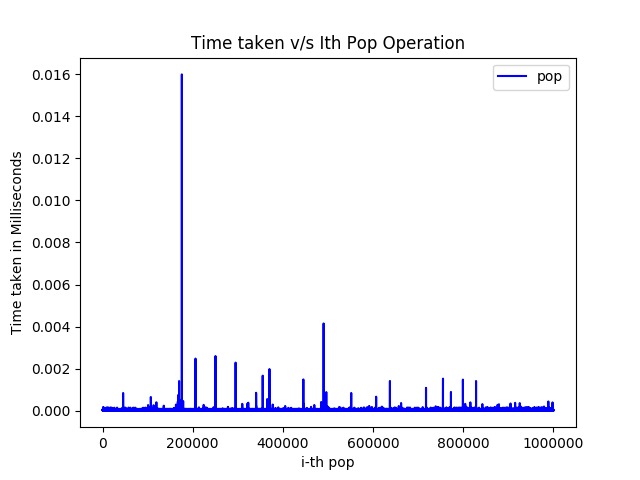 Time taken v/s Ith Pop Operation
pop
0.016
0.014
0.012
0.010
0.008
0.006
0.004
0.002
0.000
Time taken in Milliseconds
0 200000 400000 600000 800000 1000000
i-th pop